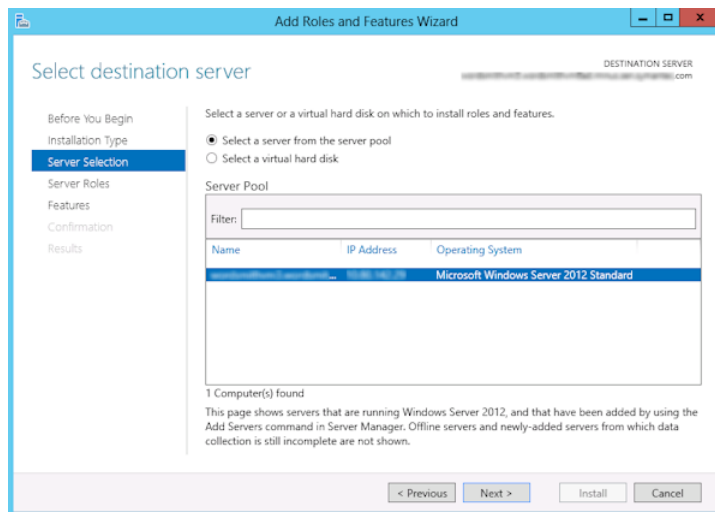 Add Roles and Features Wizard
Select destination server
DESTINATION SERVER
.com
Before You Begin
Installation Type
Server Selection
Server Roles
Features
Confirmation
Results
Select a server or a virtual hard disk on which to install roles and features.
Select a server from the server pool
Select a virtual hard disk
Server Pool
Filter:
Name IP Address Operating System
Microsoft Windows Server 2012 Standard
1 Computer(s) found
This page shows servers that are running Windows Server 2012, and that have been added by using the
Add Servers command in Server Manager. Offline servers and newly-added servers from which data
collection is still incomplete are not shown.
< Previous Next > Install Cancel